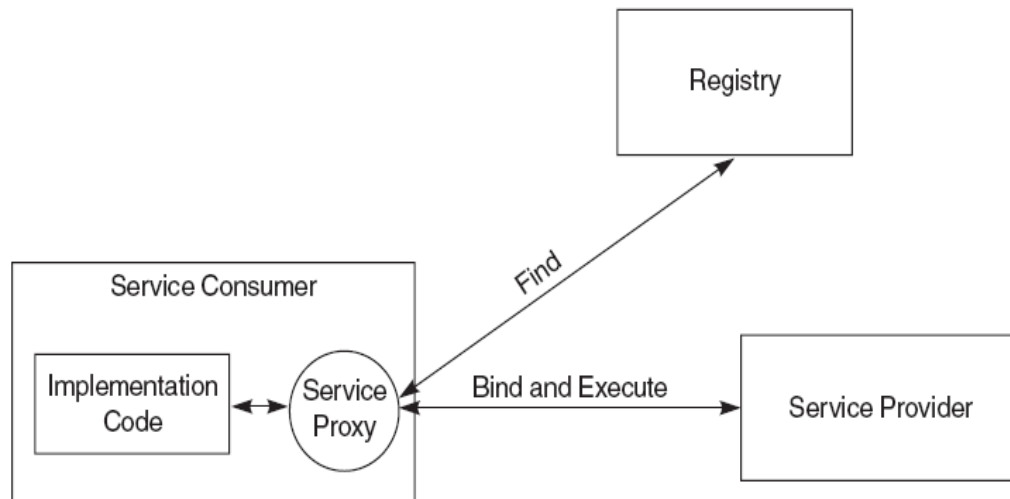 Registry
Find
Service Consumer
Implementation
Code
Service
Proxy
Bind and Execute
Service Provider